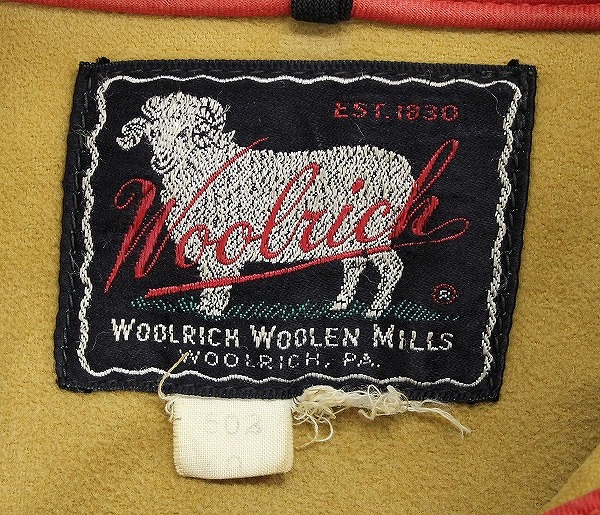 EST. 1830
Woolrich
®
WOOLRICH WOOLEN MILLS
WOOLRICH, PA.